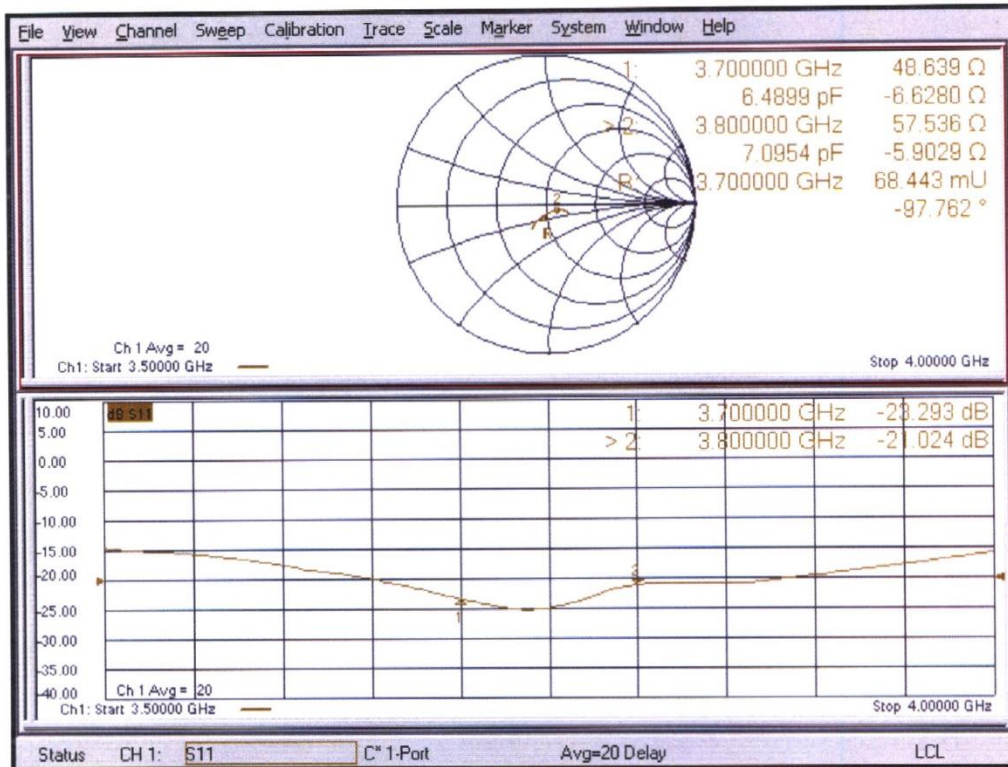 File View Channel Sweep Calibration Trace Scale Marker System Window Help
1: 3.700000 GHz 48.639 Ω
6.4899 pF -6.6280 Ω
> 2: 3.800000 GHz 57.536 Ω
7.0954 pF -5.9029 Ω
R: 3.700000 GHz 68.443 mU
-97.762 °
2
1
R
Ch 1 Avg = 20
Ch1: Start 3.50000 GHz
Stop 4.00000 GHz
10.00
dB S11
1: 3.700000 GHz -23.293 dB
5.00
> 2: 3.800000 GHz -21.024 dB
0.00
-5.00
-10.00
-15.00
-20.00
2
-25.00
1
-30.00
-35.00
-40.00
Ch 1 Avg = 20
Ch1: Start 3.50000 GHz
Stop 4.00000 GHz
Status CH 1: S11 C* 1-Port Avg=20 Delay LCL